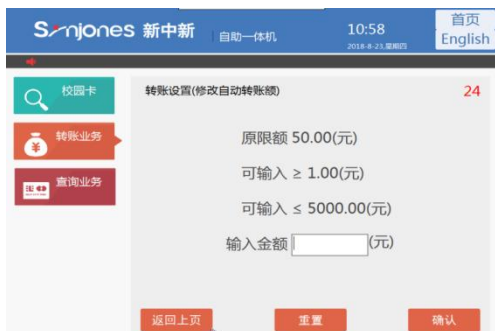 Synjones 新中新 自助一体机
10:58
2018-8-23,星期四
首页
English
校园卡
转账业务
查询业务
转账设置(修改自动转账额)
24
原限额 50.00(元)
可输入 ≥ 1.00(元)
可输入 ≤ 5000.00(元)
输入金额 (元)
返回上页 重置 确认